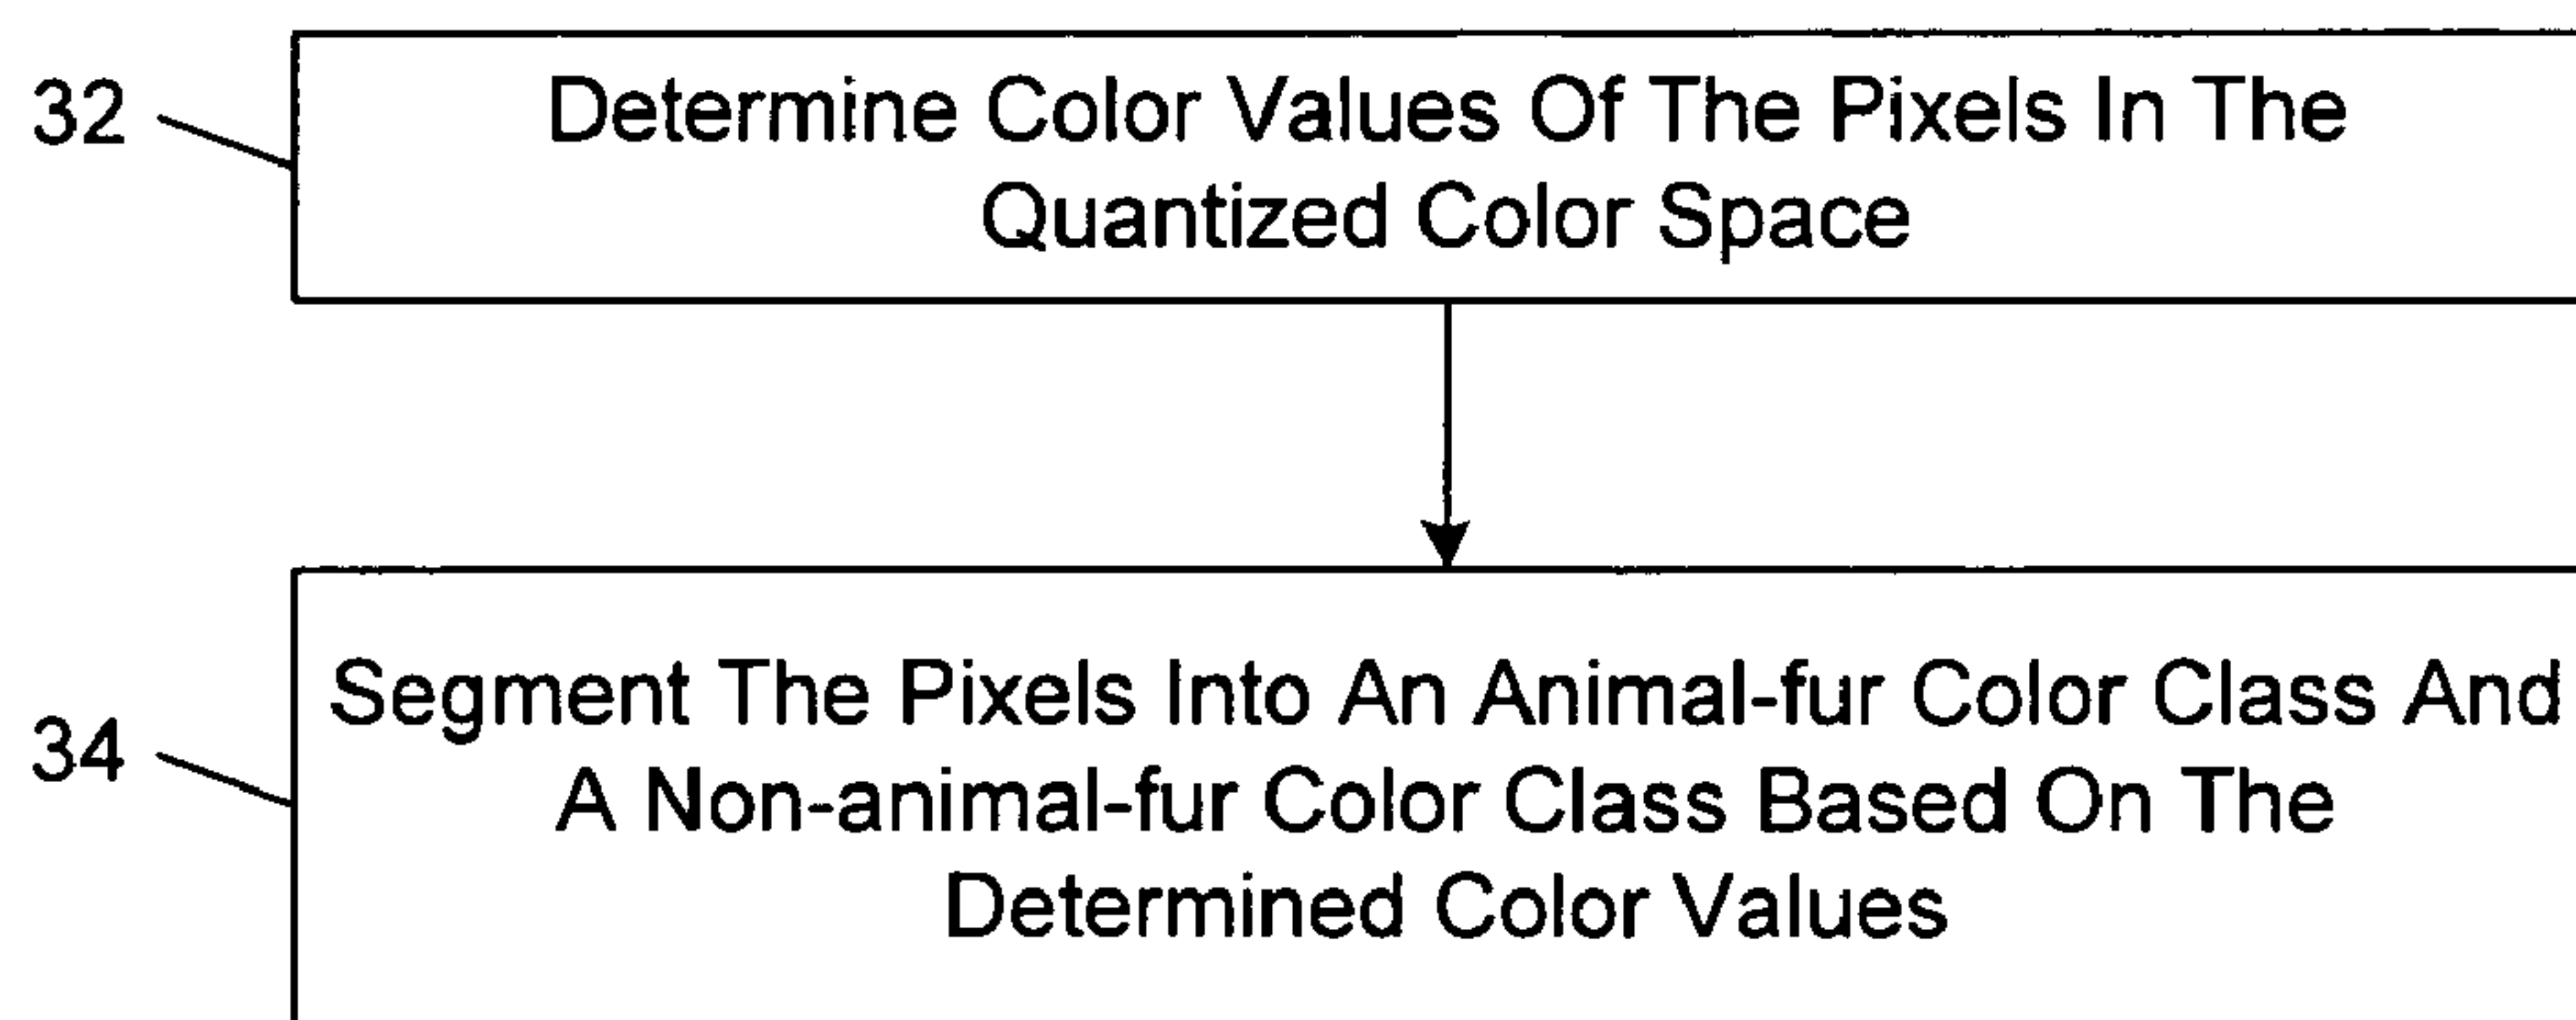 32
Determine Color Values Of The Pixels In The
Quantized Color Space
34
Segment The Pixels Into An Animal-fur Color Class And
A Non-animal-fur Color Class Based On The
Determined Color Values